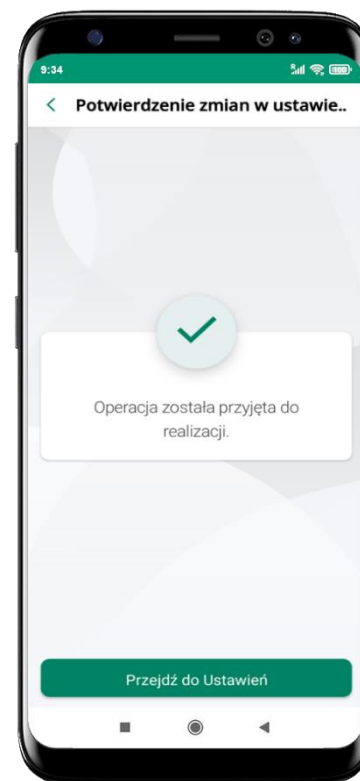 9:34
Potwierdzenie zmian w ustawie..
Operacja została przyjęta do
realizacji.
Przejdź do Ustawień